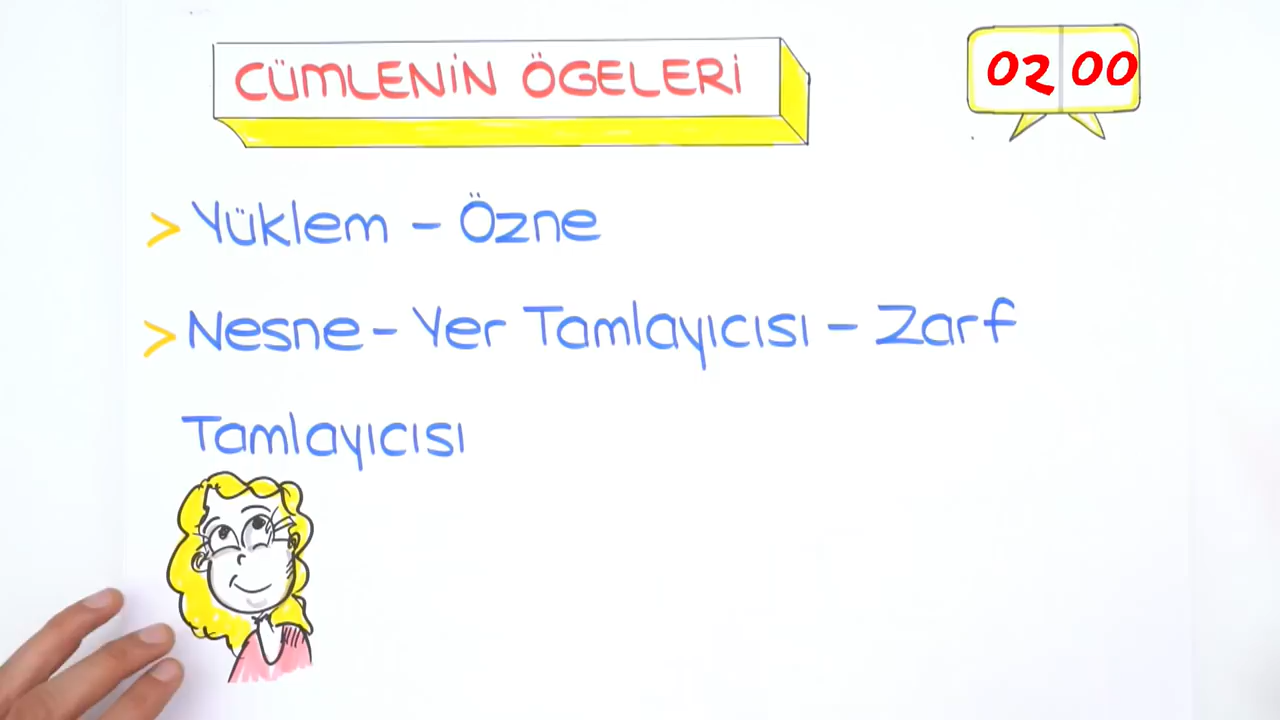 CÜMLENİN ÖGELERİ
02 00
> Yüklem - Özne
> Nesne - Yer Tamlayıcısı - Zarf
Tamlayıcısı